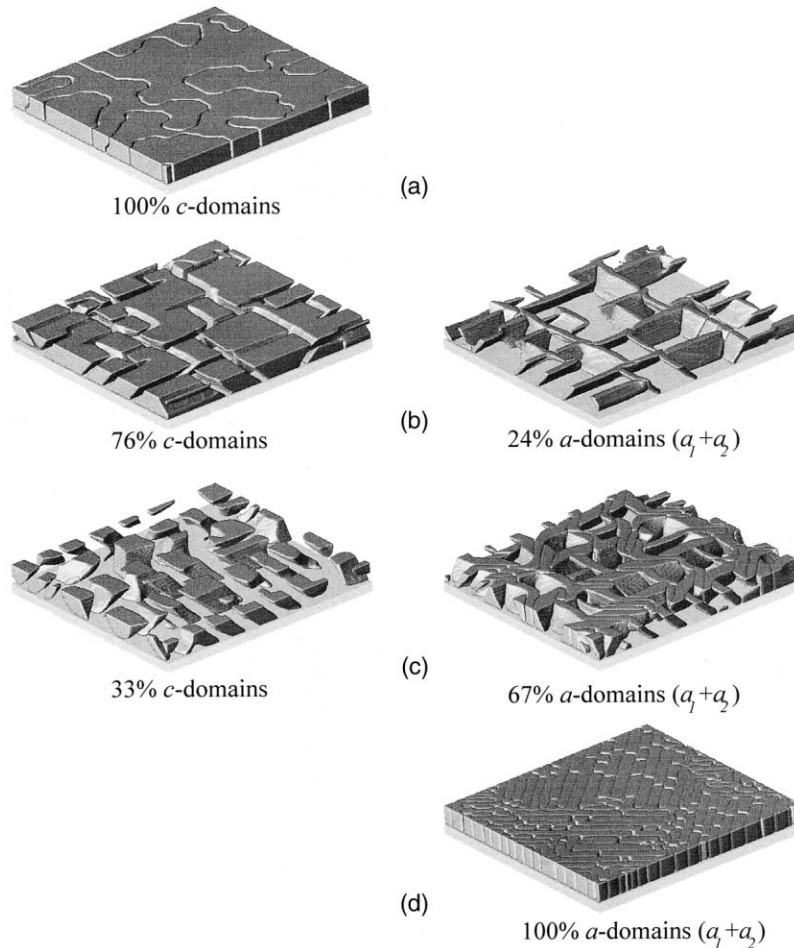 (a)
100% c-domains
(b)
76% c-domains
24% a-domains (a₁+a₂)
(c)
33% c-domains
67% a-domains (a₁+a₂)
(d)
100% a-domains (a₁+a₂)